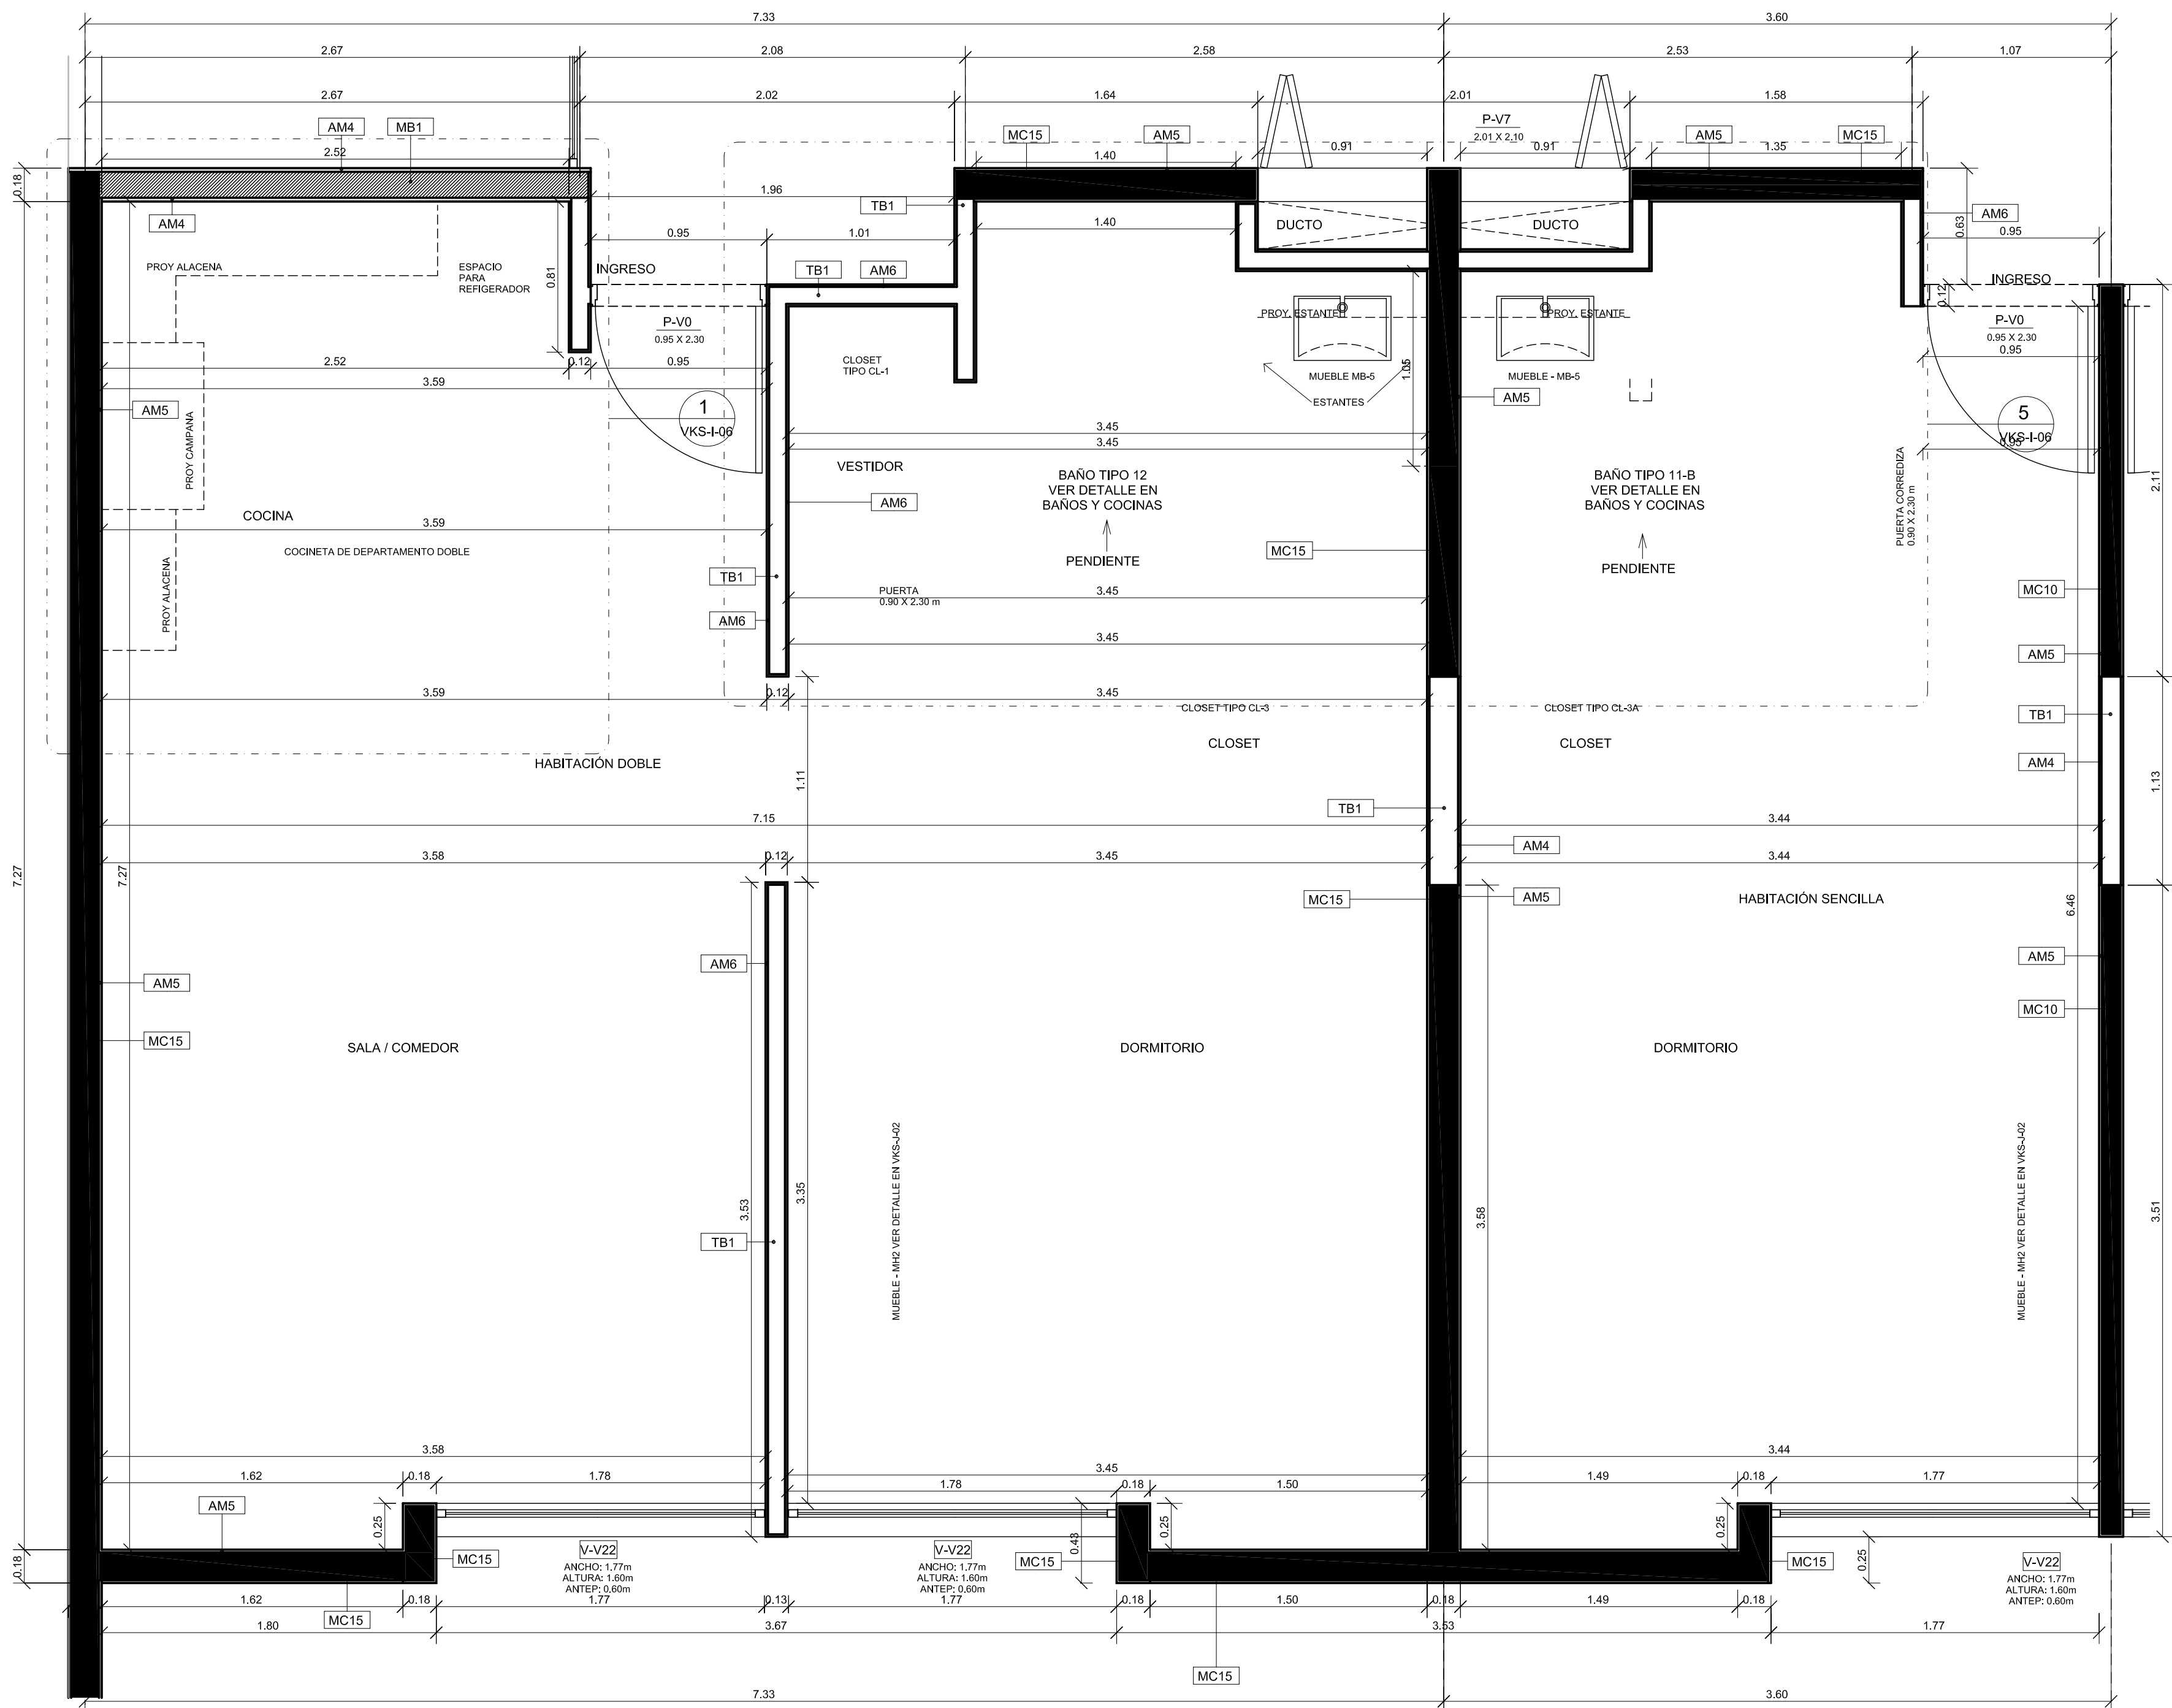 7.33
3.60
2.67
2.08
2.58
2.53
1.07
2.67
2.02
1.64
2.01
1.58
P-V7
2.01 X 2.10
AM4
MB1
MC15
AM5
AM5
MC15
2.52
1.40
0.91
0.91
1.35
0.18
1.96
TB1
AM4
AM6
0.63
0.95
1.01
1.40
DUCTO
DUCTO
0.95
PROY ALACENA
ESPACIO
PARA
REFIGERADOR
0.81
INGRESO
TB1
AM6
INGRESO
0.12
PROY. ESTANTE
PROY. ESTANTE
P-V0
0.95 X 2.30
P-V0
0.95 X 2.30
0.95
2.52
0.12
0.95
CLOSET
TIPO CL-1
1.05
MUEBLE MB-5
MUEBLE - MB-5
3.59
AM5
PROY CAMPANA
1
VKS-I-06
ESTANTES
AM5
5
VKS-I-06
0.95
3.45
3.45
VESTIDOR
BAÑO TIPO 12
VER DETALLE EN
BAÑOS Y COCINAS
BAÑO TIPO 11-B
VER DETALLE EN
BAÑOS Y COCINAS
PUERTA CORREDIZA
0.90 X 2.30 m
2.11
AM6
COCINA
3.59
COCINETA DE DEPARTAMENTO DOBLE
MC15
PENDIENTE
PENDIENTE
TB1
PUERTA
0.90 X 2.30 m
3.45
MC10
PROY ALACENA
AM6
3.45
AM5
3.59
0.12
3.45
CLOSET TIPO CL-3
CLOSET TIPO CL-3A
TB1
CLOSET
CLOSET
HABITACIÓN DOBLE
AM4
1.11
1.13
TB1
7.15
3.44
AM4
3.58
0.12
3.45
3.44
7.27
7.27
MC15
AM5
HABITACIÓN SENCILLA
6.46
AM6
AM5
AM5
MC10
MC15
SALA / COMEDOR
DORMITORIO
DORMITORIO
3.53
3.35
MUEBLE - MH2 VER DETALLE EN VKS-J-02
3.58
MUEBLE - MH2 VER DETALLE EN VKS-J-02
3.51
TB1
3.58
3.44
1.62
0.18
1.78
3.45
1.78
0.18
1.50
1.49
0.18
1.77
AM5
0.25
0.43
0.25
0.25
0.25
0.18
MC15
V-V22
ANCHO: 1.77m
ALTURA: 1.60m
ANTEP: 0.60m
V-V22
ANCHO: 1.77m
ALTURA: 1.60m
ANTEP: 0.60m
MC15
MC15
V-V22
ANCHO: 1.77m
ALTURA: 1.60m
ANTEP: 0.60m
1.62
0.18
1.77
0.13
1.77
0.18
1.50
0.18
1.49
0.18
MC15
1.80
3.67
3.53
1.77
MC15
7.33
3.60